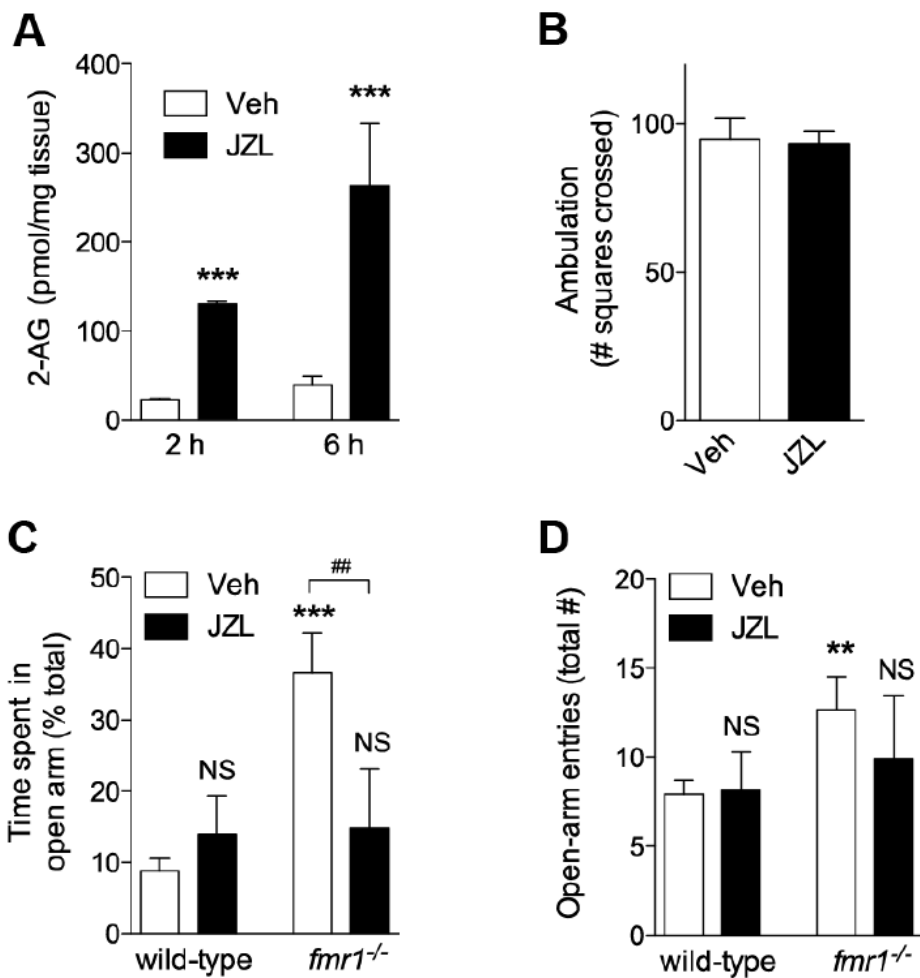 A
2-AG (pmol/mg tissue)
400
300
200
100
0
Veh
JZL
***
***
2 h
6 h
B
Ambulation
(# squares crossed)
100
50
0
Veh
JZL
C
Time spent in
open arm (% total)
50
40
30
20
10
0
Veh
JZL
NS
***
##
NS
wild-type
fmr1-/-
D
Open-arm entries (total #)
20
15
10
5
0
Veh
JZL
NS
**
NS
wild-type
fmr1-/-